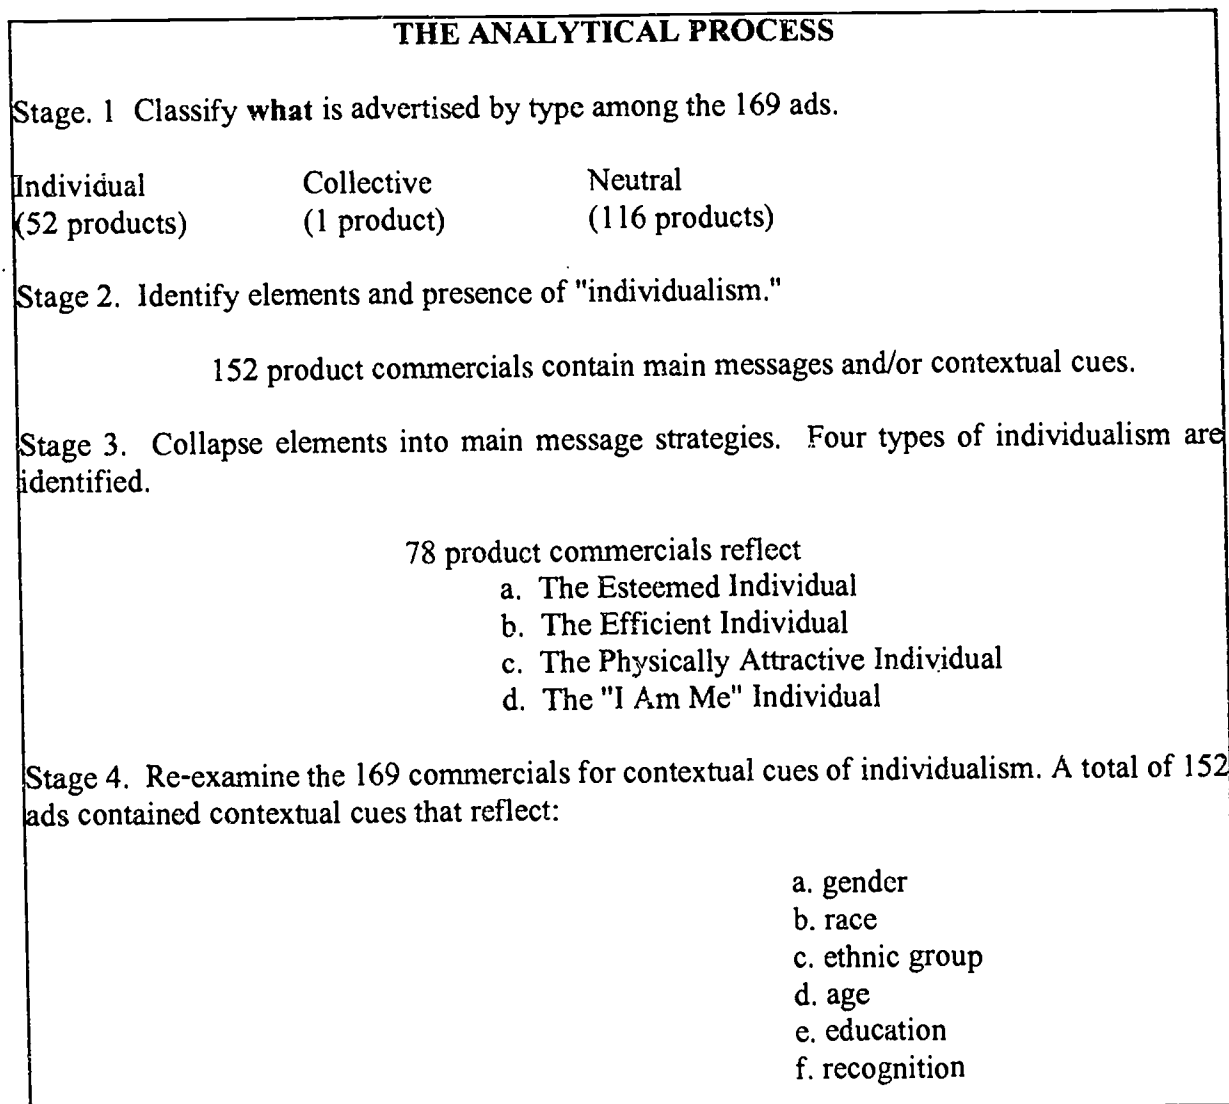 THE ANALYTICAL PROCESS
Stage. 1 Classify what is advertised by type among the 169 ads.
Individual Collective Neutral
(52 products) (1 product) (116 products)
Stage 2. Identify elements and presence of "individualism."
152 product commercials contain main messages and/or contextual cues.
Stage 3. Collapse elements into main message strategies. Four types of individualism are
identified.
78 product commercials reflect
a. The Esteemed Individual
b. The Efficient Individual
c. The Physically Attractive Individual
d. The "I Am Me" Individual
Stage 4. Re-examine the 169 commercials for contextual cues of individualism. A total of 152
ads contained contextual cues that reflect:
a. gender
b. race
c. ethnic group
d. age
e. education
f. recognition